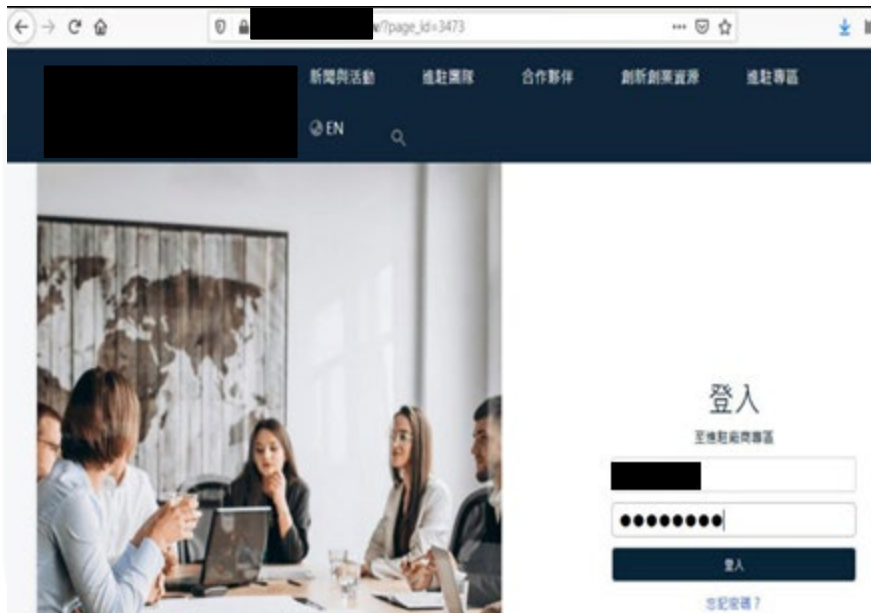 /?page_id=3473
新聞與活動 進駐團隊 合作夥伴 創新創業資源 進駐專區
EN
登入
至進駐廠商專區
登入
忘記密碼？